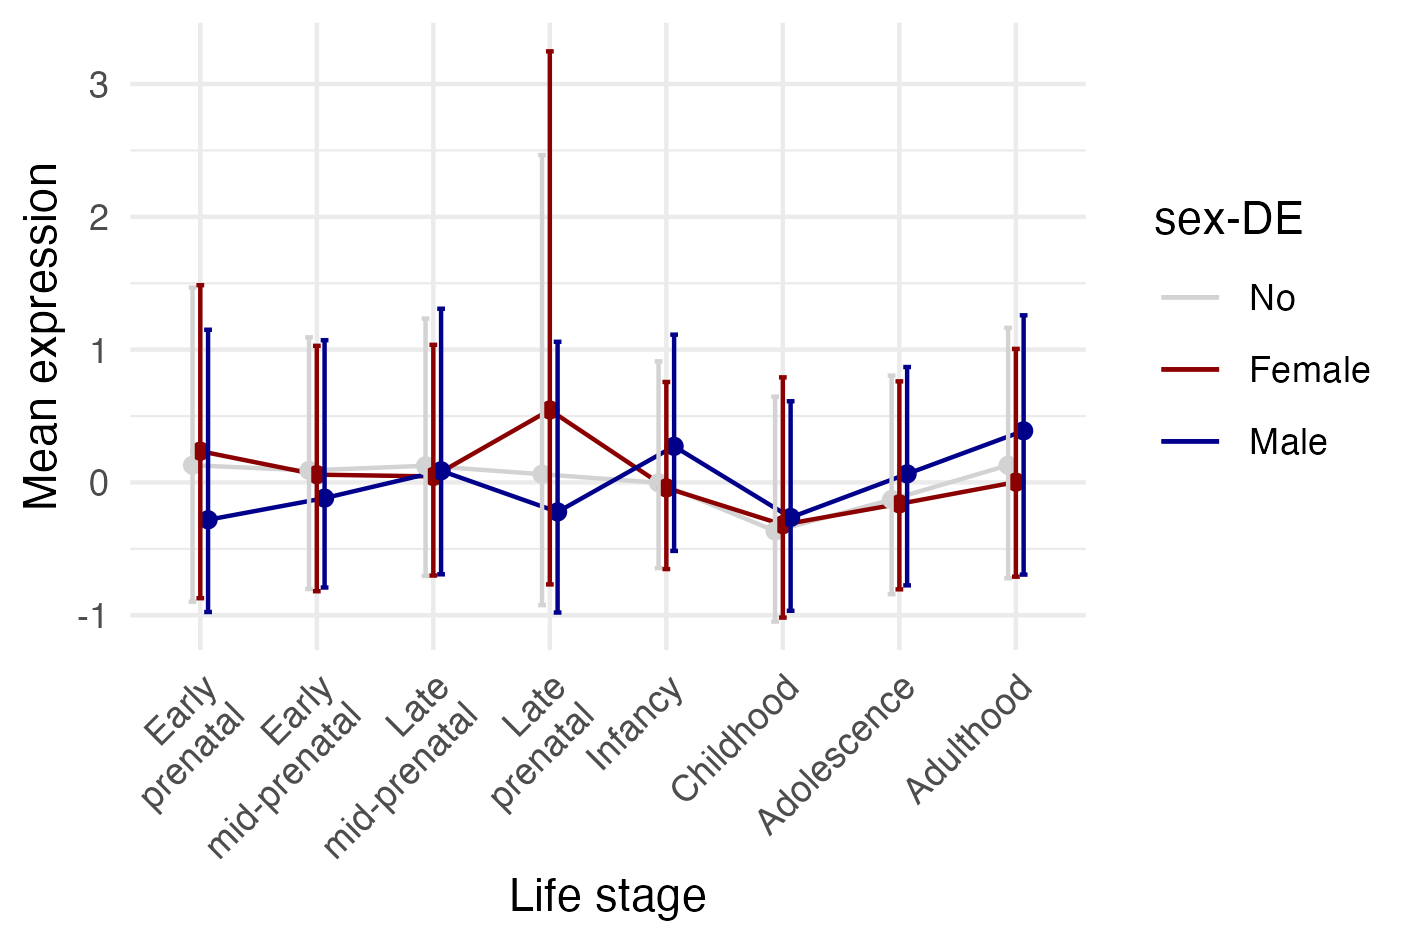 Mean expression
3
2
1
0
-1
Early
prenatal
Early
mid-prenatal
Late
mid-prenatal
Late
prenatal
Infancy
Childhood
Adolescence
Adulthood
Life stage
sex-DE
No
Female
Male